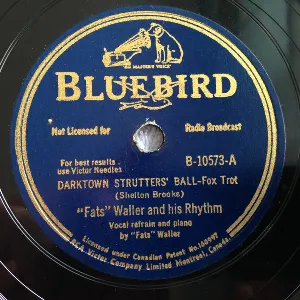 "HIS MASTER'S VOICE"
BLUEBIRD
Not Licensed for Radio Broadcast
For best results
use Victor Needles
B-10573-A
DARKTOWN STRUTTERS' BALL-Fox Trot
(Shelton Brooks)
"Fats" Waller and his Rhythm
Vocal refrain and piano
by "Fats" Waller
Licensed under Canadian Patent No. 160097
R.C.A. Victor Company Limited Montreal, Canada.